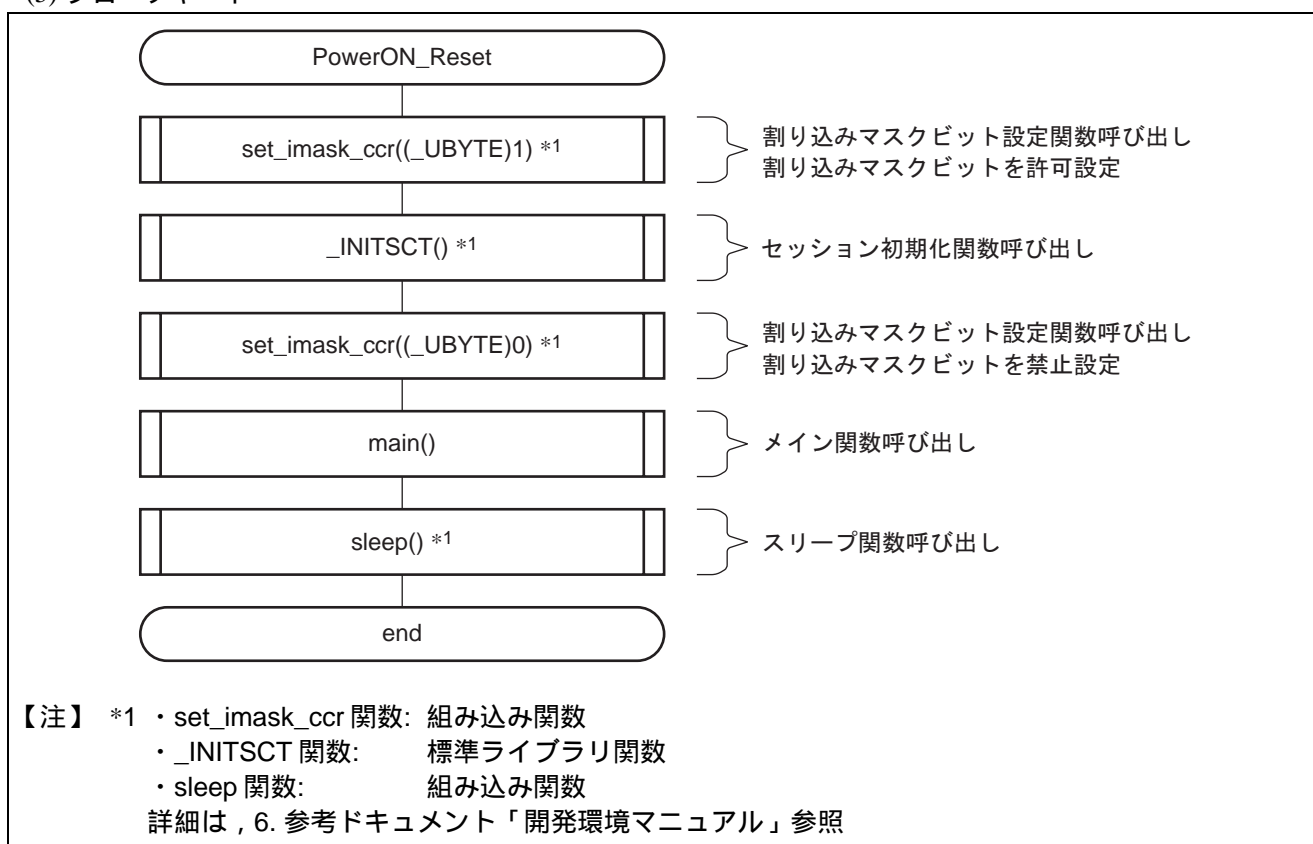 PowerON_Reset
set_imask_ccr((_UBYTE)1) *1
割り込みマスクビット設定関数呼び出し
割り込みマスクビットを許可設定
_INITSCT() *1
セッション初期化関数呼び出し
set_imask_ccr((_UBYTE)0) *1
割り込みマスクビット設定関数呼び出し
割り込みマスクビットを禁止設定
main()
メイン関数呼び出し
sleep() *1
スリープ関数呼び出し
end
【注】 *1 ・set_imask_ccr 関数: 組み込み関数
・_INITSCT 関数: 標準ライブラリ関数
・sleep 関数: 組み込み関数
詳細は , 6. 参考ドキュメント「開発環境マニュアル」参照